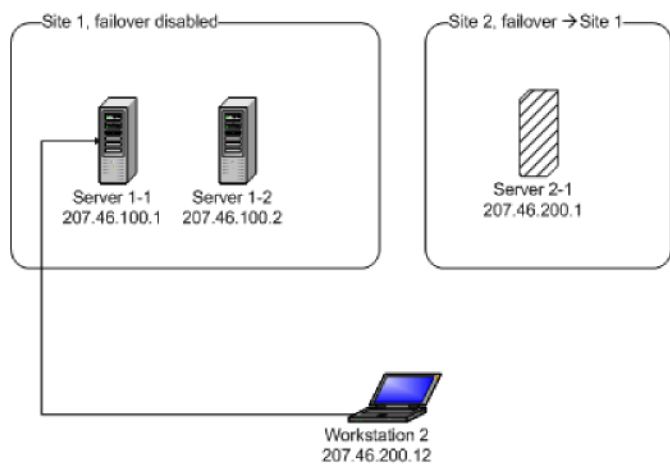 Site 1, failover disabled
Site 2, failover → Site 1
Server 1-1
207.46.100.1
Server 1-2
207.46.100.2
Server 2-1
207.46.200.1
Workstation 2
207.46.200.12